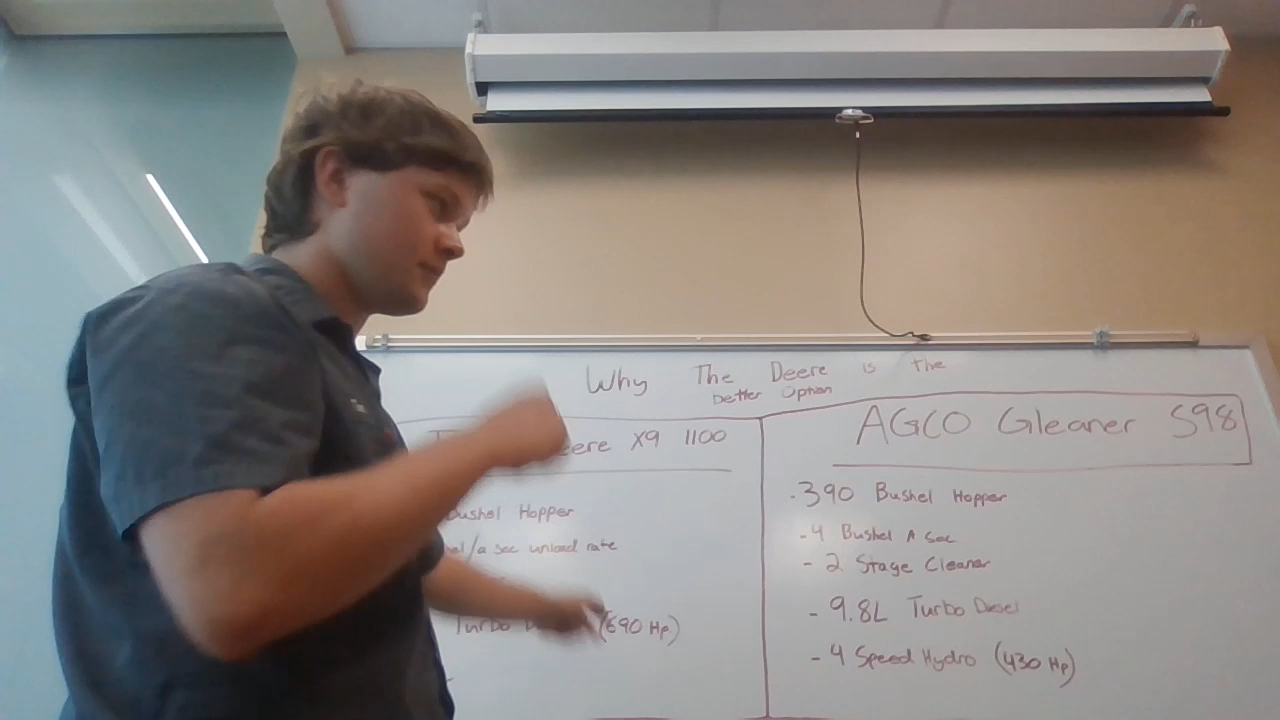 Why The Deere is the
better Option
eere X9 1100
Bushel Hopper
el/a sec unload rate
Turbo (690 Hp)
AGCO Gleaner S98
.390 Bushel Hopper
-4 Bushel A Sec
- 2 Stage Cleaner
- 9.8L Turbo Diesel
- 4 Speed Hydro (430 Hp)